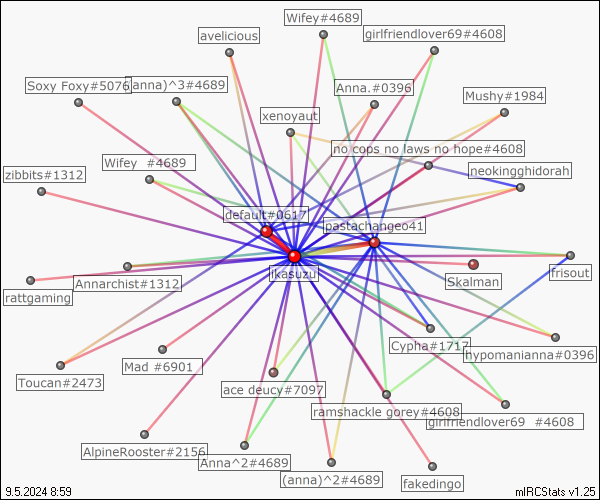 Wifey#4689
avelicious
girlfriendlover69#4608
Soxy Foxy#5076
(anna)^3#4689
Anna.#0396
Mushy#1984
xenoyaut
no cops no laws no hope#4608
Wifey  #4689
zibbits#1312
neokingghidorah
default#0617
pastachange041
likasuzu
Annarchist#1312
Skalman
frisout
rattgaming
Cypha#1717
hypomanianna#0396
Mad #6901
Toucan#2473
ace deucy#7097
ramshackle gorey#4608
girlfriendlover69  #4608
AlpineRooster#2156
Anna^2#4689
(anna)^2#4689
fakedingo
9.5.2024 8:59
mIRCStats v1.25